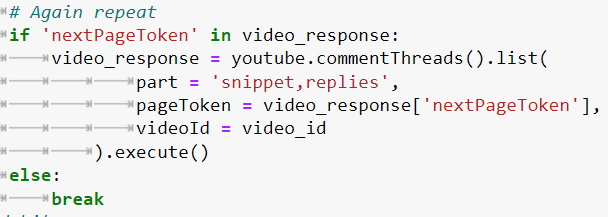 # Again repeat
if 'nextPageToken' in video_response:
video_response = youtube.commentThreads().list(
part = 'snippet,replies',
pageToken = video_response['nextPageToken'],
videoId = video_id
).execute()
else:
break